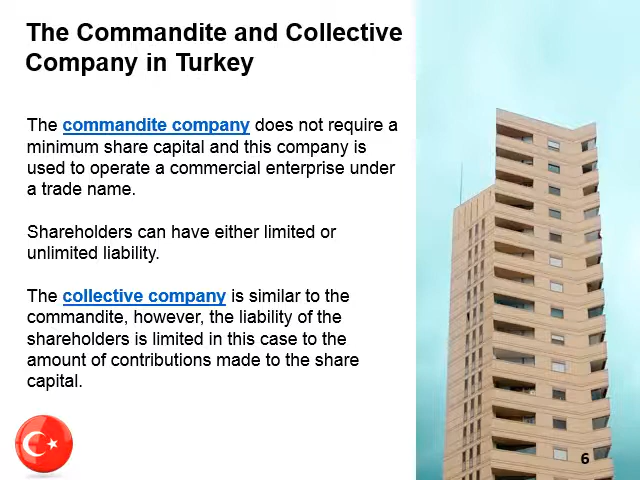 The Commandite and Collective
Company in Turkey
The commandite company does not require a
minimum share capital and this company is
used to operate a commercial enterprise under
a trade name.
Shareholders can have either limited or
unlimited liability.
The collective company is similar to the
commandite, however, the liability of the
shareholders is limited in this case to the
amount of contributions made to the share
capital.
6